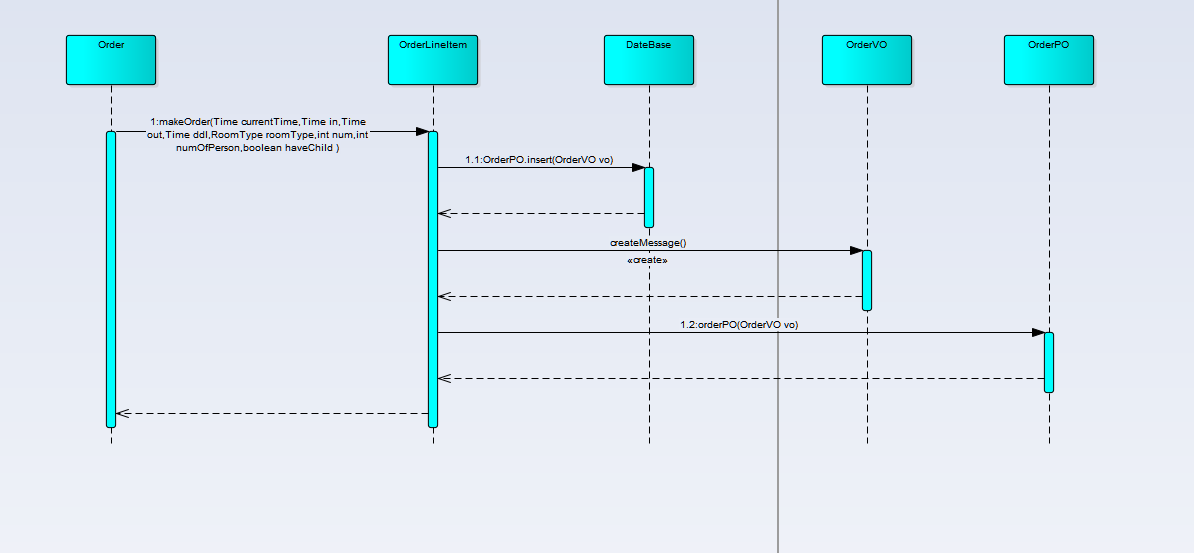 Order
OrderLineItem
DateBase
OrderVO
OrderPO
1:makeOrder(Time currentTime,Time in,Time
out,Time ddl,RoomType roomType,int num,int
numOfPerson,boolean haveChild )
1.1:OrderPO.insert(OrderVO vo)
createMessage()
«create»
1.2:orderPO(OrderVO vo)